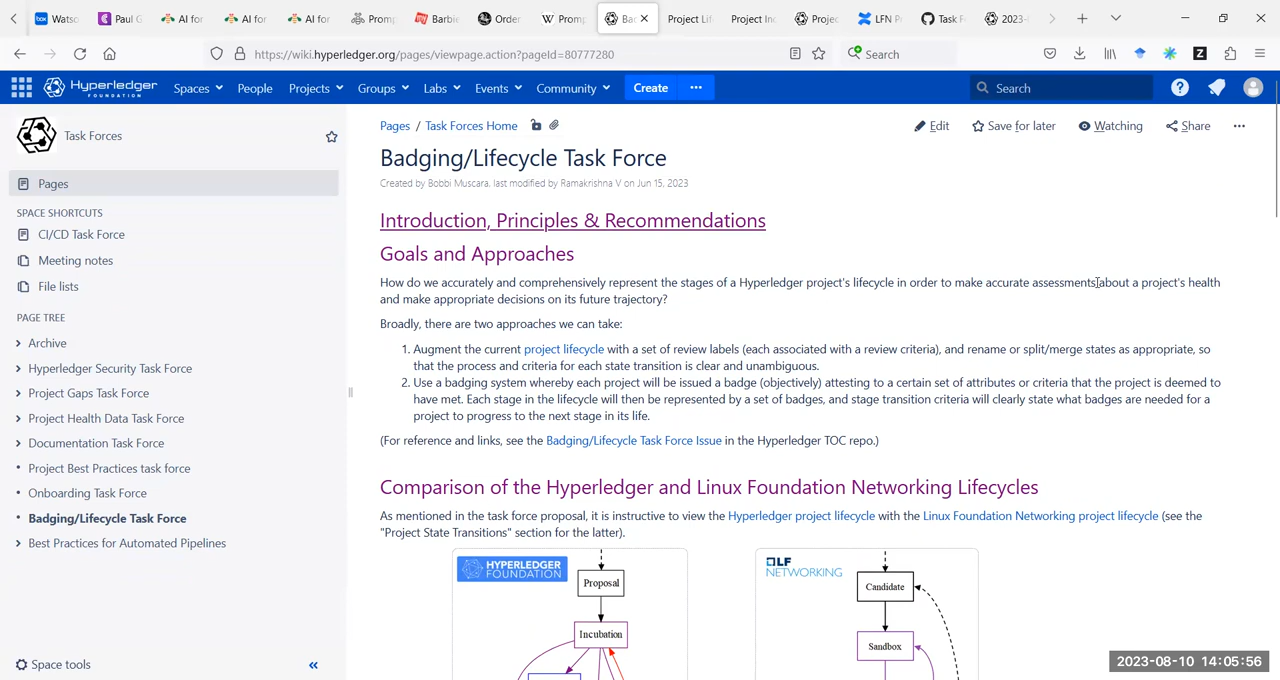 Watso
Paul G
AI for
AI for
AI for
Promp
Barbie
Order
Promp
Ba
Project Lif
Project Inc
Projec
LFN P
Task F
2023-
https://wiki.hyperledger.org/pages/viewpage.action?pageId=80777280
Search
HYPERLEDGER FOUNDATION
Spaces People Projects Groups Labs Events Community Create
Search
Task Forces
Pages
SPACE SHORTCUTS
CI/CD Task Force
Meeting notes
File lists
PAGE TREE
Archive
Hyperledger Security Task Force
Project Gaps Task Force
Project Health Data Task Force
Documentation Task Force
Project Best Practices task force
Onboarding Task Force
Badging/Lifecycle Task Force
Best Practices for Automated Pipelines
Space tools
Pages / Task Forces Home
Edit Save for later Watching Share
Badging/Lifecycle Task Force
Created by Bobbi Muscara, last modified by Ramakrishna V on Jun 15, 2023
Introduction, Principles & Recommendations
Goals and Approaches
How do we accurately and comprehensively represent the stages of a Hyperledger project's lifecycle in order to make accurate assessments about a project's health
and make appropriate decisions on its future trajectory?
Broadly, there are two approaches we can take:
1. Augment the current project lifecycle with a set of review labels (each associated with a review criteria), and rename or split/merge states as appropriate, so
that the process and criteria for each state transition is clear and unambiguous.
2. Use a badging system whereby each project will be issued a badge (objectively) attesting to a certain set of attributes or criteria that the project is deemed to
have met. Each stage in the lifecycle will then be represented by a set of badges, and stage transition criteria will clearly state what badges are needed for a
project to progress to the next stage in its life.
(For reference and links, see the Badging/Lifecycle Task Force Issue in the Hyperledger TOC repo.)
Comparison of the Hyperledger and Linux Foundation Networking Lifecycles
As mentioned in the task force proposal, it is instructive to view the Hyperledger project lifecycle with the Linux Foundation Networking project lifecycle (see the
"Project State Transitions" section for the latter).
HYPERLEDGER
FOUNDATION
Proposal
Incubation
LF
NETWORKING
Candidate
Sandbox
2023-08-10 14:05:56